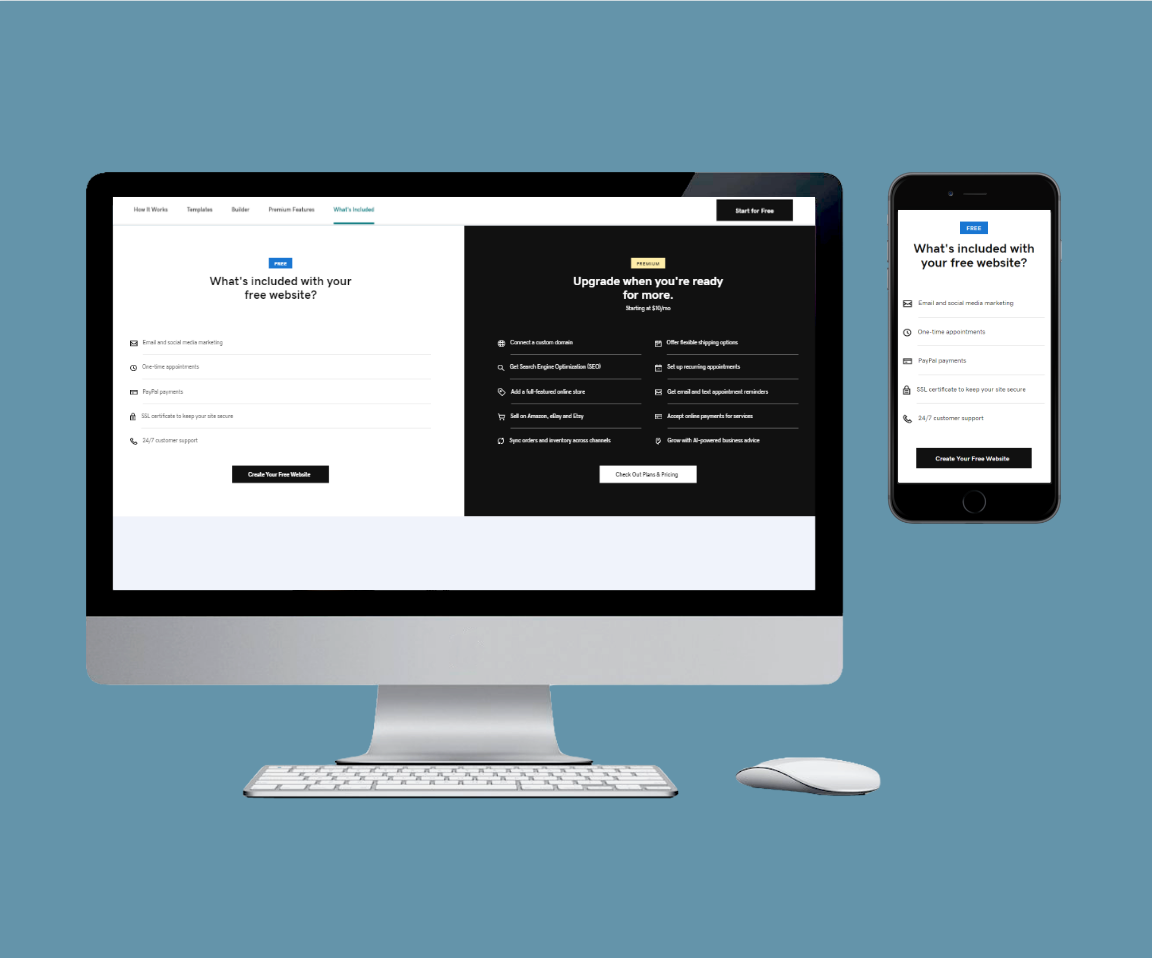 How It Works
Templates
Builder
Premium Features
What's Included
Start for Free
FREE
What's included with your
free website?
Email and social media marketing
One-time appointments
PayPal payments
SSL certificate to keep your site secure
24/7 customer support
Create Your Free Website
PREMIUM
Upgrade when you're ready
for more.
Starting at $10/mo
Connect a custom domain
Get Search Engine Optimization (SEO)
Add a full-featured online store
Sell on Amazon, eBay and Etsy
Sync orders and inventory across channels
Offer flexible shipping options
Set up recurring appointments
Get email and text appointment reminders
Accept online payments for services
Grow with AI-powered business advice
Check Out Plans & Pricing
FREE
What's included with
your free website?
Email and social media marketing
One-time appointments
PayPal payments
SSL certificate to keep your site secure
24/7 customer support
Create Your Free Website